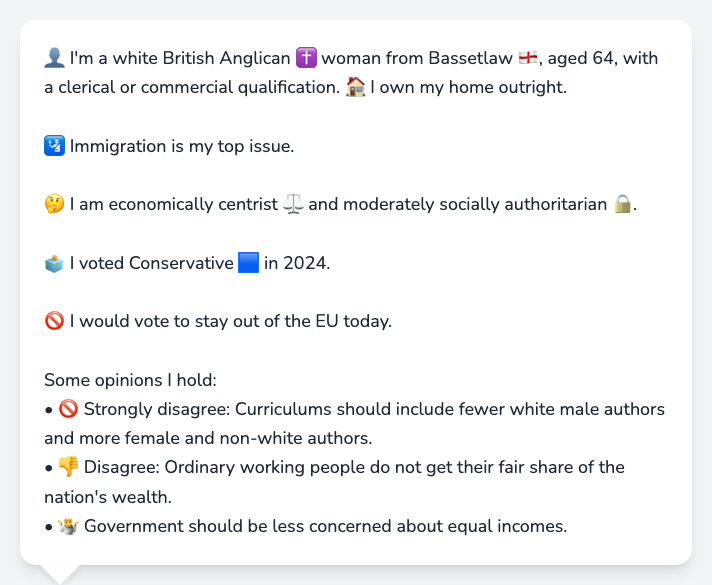 👤 I'm a white British Anglican ✝️ woman from Bassetlaw 🏴󠁧󠁢󠁥󠁮󠁧󠁿, aged 64, with
a clerical or commercial qualification. 🏠 I own my home outright.
🛂 Immigration is my top issue.
🤔 I am economically centrist ⚖️ and moderately socially authoritarian 🔒.
🗳️ I voted Conservative 🟦 in 2024.
🚫 I would vote to stay out of the EU today.
Some opinions I hold:
• 🚫 Strongly disagree: Curriculums should include fewer white male authors
and more female and non-white authors.
• 👎 Disagree: Ordinary working people do not get their fair share of the
nation's wealth.
• 🤷 Government should be less concerned about equal incomes.